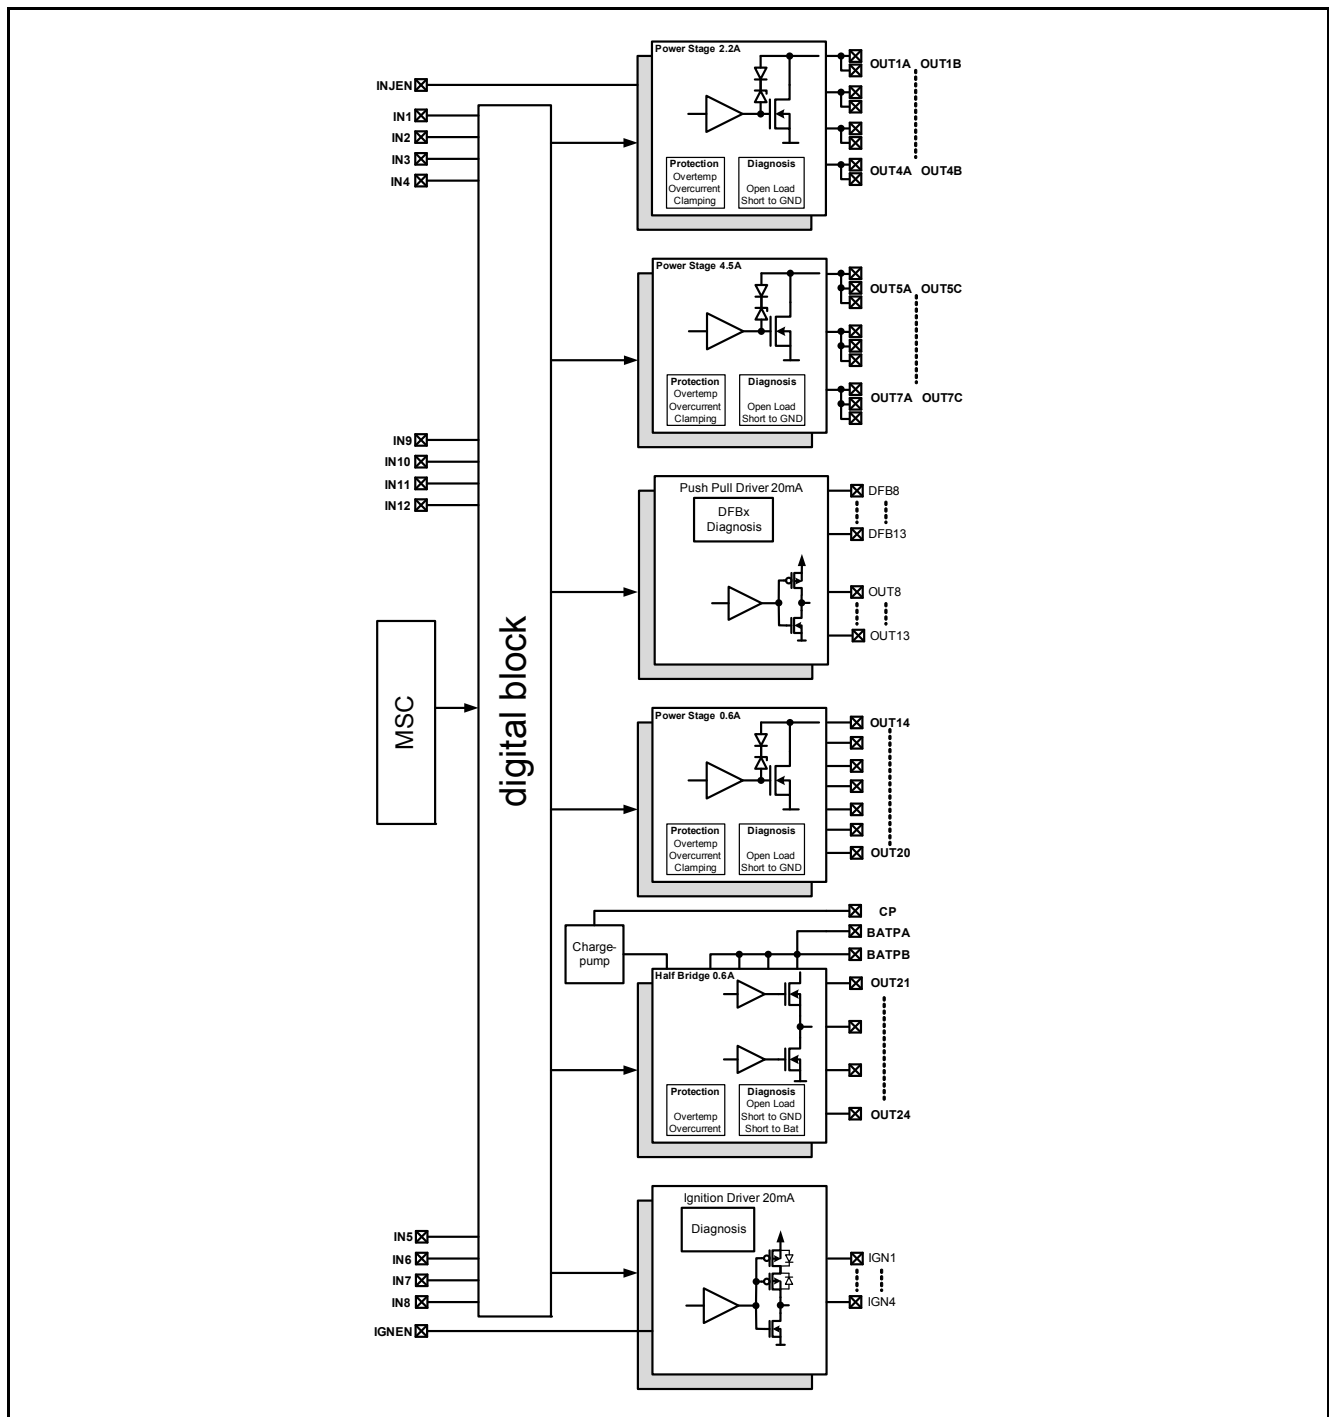 Power Stage 2.2A
OUT1A OUT1B
INJEN
IN1
IN2
IN3
IN4
Protection
Overtemp
Overcurrent
Clamping
Diagnosis
Open Load
Short to GND
OUT4A OUT4B
Power Stage 4.5A
OUT5A OUT5C
Protection
Overtemp
Overcurrent
Clamping
Diagnosis
Open Load
Short to GND
OUT7A OUT7C
IN9
IN10
IN11
IN12
Push Pull Driver 20mA
DFBx
Diagnosis
DFB8
DFB13
OUT8
OUT13
MSC
digital block
Power Stage 0.6A
OUT14
Protection
Overtemp
Overcurrent
Clamping
Diagnosis
Open Load
Short to GND
OUT20
CP
BATPA
BATPB
Charge-
pump
Half Bridge 0.6A
OUT21
Protection
Overtemp
Overcurrent
Diagnosis
Open Load
Short to GND
Short to Bat
OUT24
Ignition Driver 20mA
Diagnosis
IN5
IN6
IN7
IN8
IGNEN
IGN1
IGN4